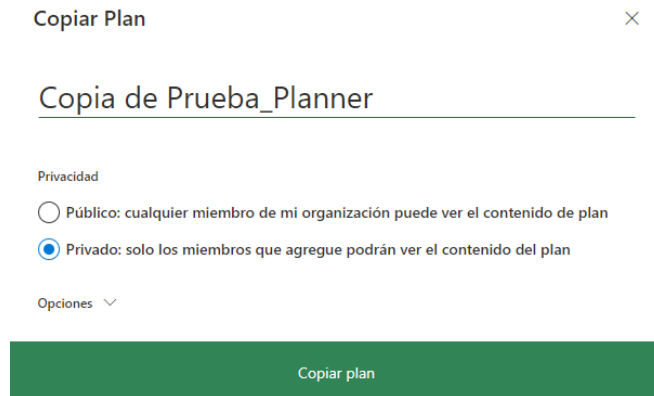 Copiar Plan
Copia de Prueba_Planner
Privacidad
Público: cualquier miembro de mi organización puede ver el contenido de plan
Privado: solo los miembros que agregue podrán ver el contenido del plan
Opciones
Copiar plan